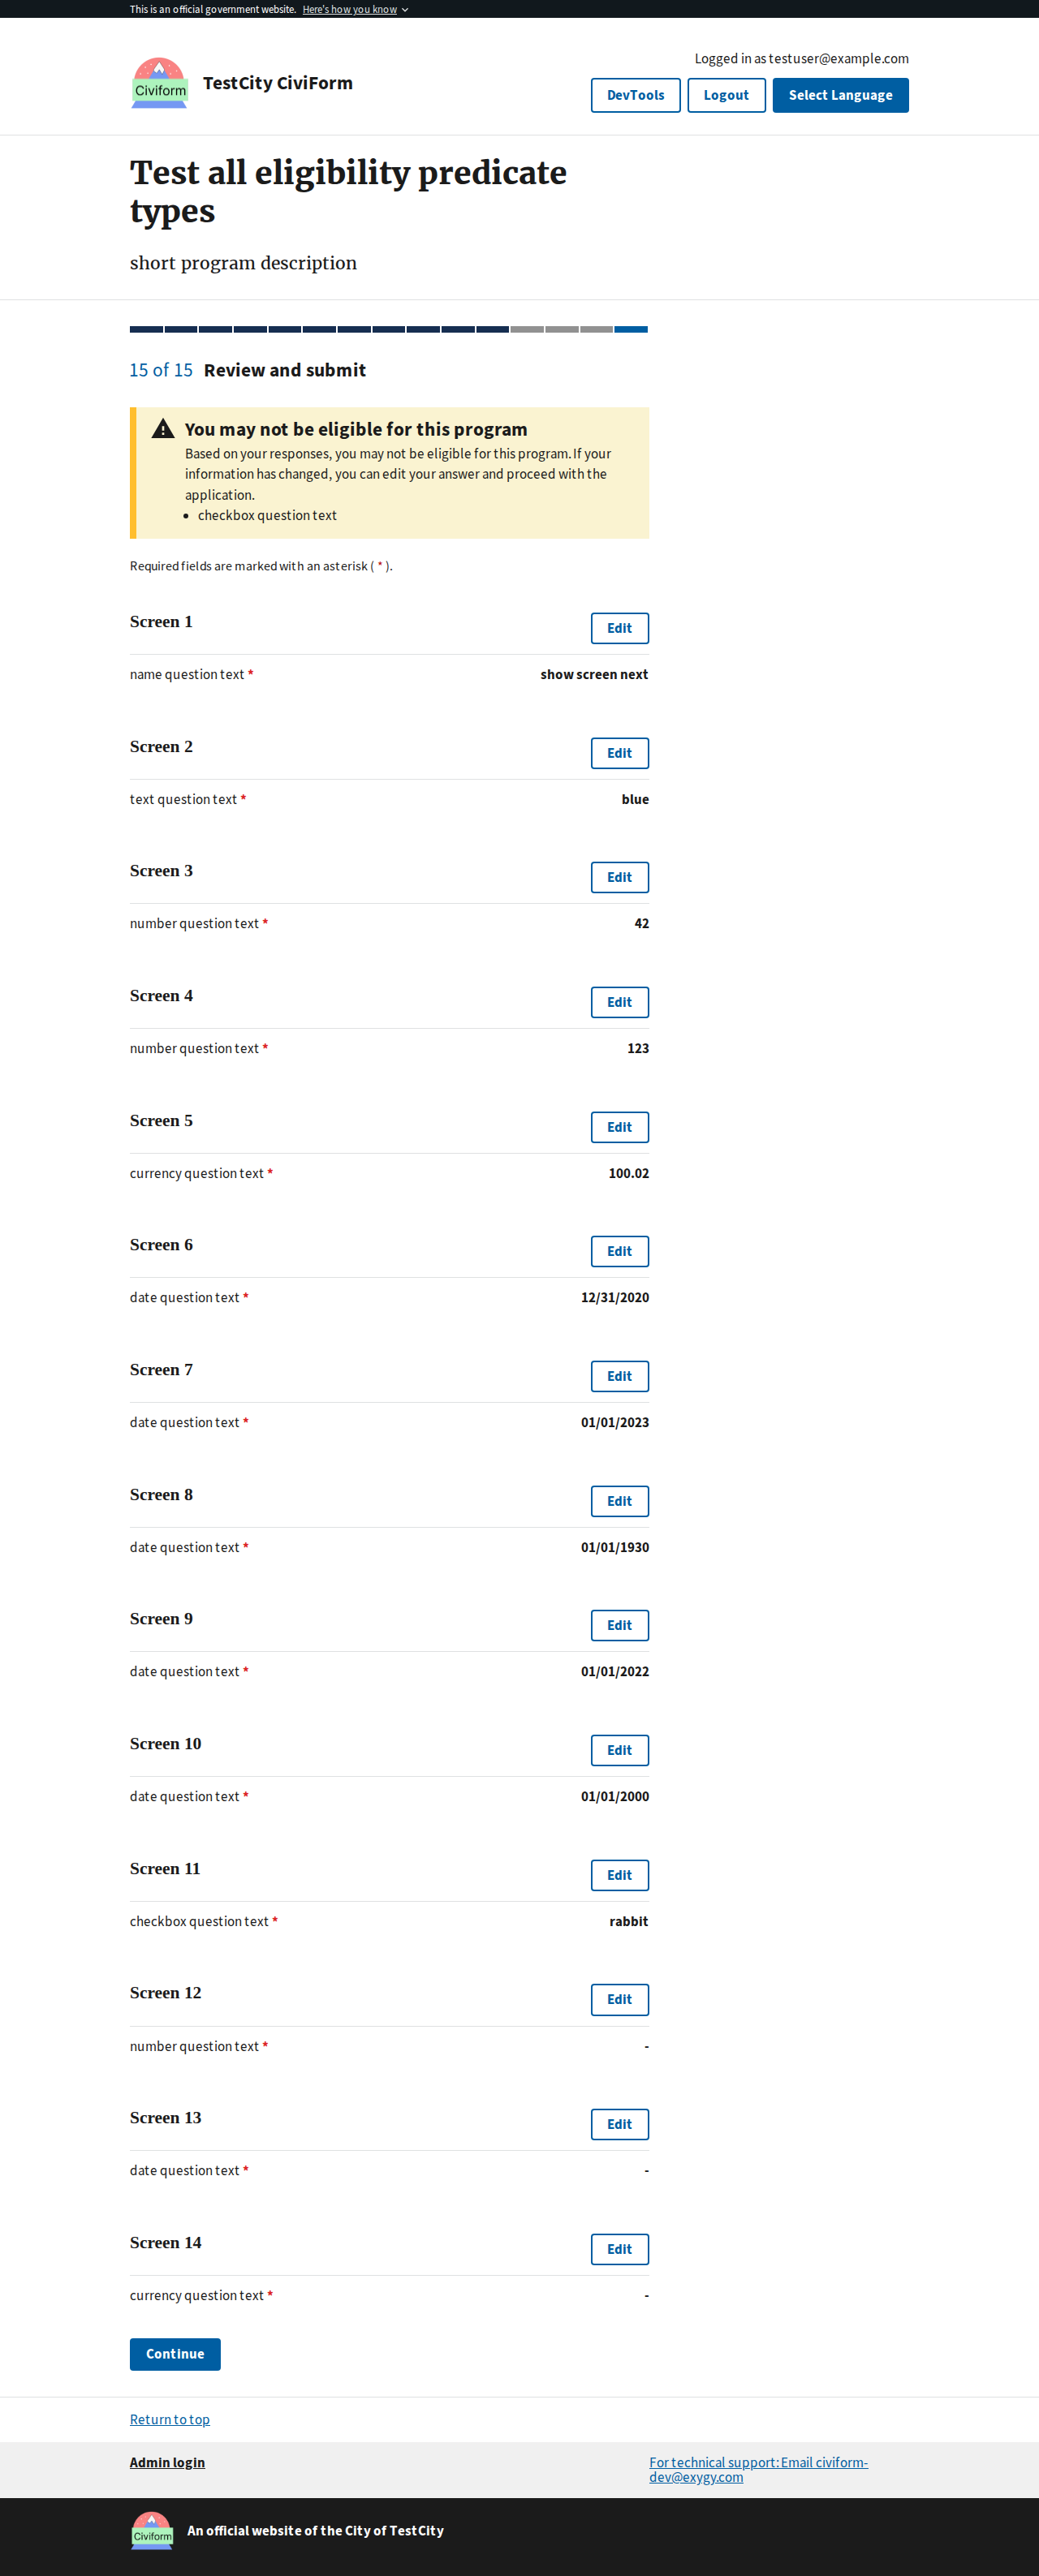 This is an official government website. Here's how you know
Logged in as testuser@example.com
Civiform
TestCity CiviForm
DevTools
Logout
Select Language
Test all eligibility predicate
types
short program description
15 of 15 Review and submit
You may not be eligible for this program
Based on your responses, you may not be eligible for this program. If your
information has changed, you can edit your answer and proceed with the
application.
• checkbox question text
Required fields are marked with an asterisk ( * ).
Screen 1
Edit
name question text *
show screen next
Screen 2
Edit
text question text *
blue
Screen 3
Edit
number question text *
42
Screen 4
Edit
number question text *
123
Screen 5
Edit
currency question text *
100.02
Screen 6
Edit
date question text *
12/31/2020
Screen 7
Edit
date question text *
01/01/2023
Screen 8
Edit
date question text *
01/01/1930
Screen 9
Edit
date question text *
01/01/2022
Screen 10
Edit
date question text *
01/01/2000
Screen 11
Edit
checkbox question text *
rabbit
Screen 12
Edit
number question text *
-
Screen 13
Edit
date question text *
-
Screen 14
Edit
currency question text *
-
Continue
Return to top
Admin login
For technical support: Email civiform-
dev@exygy.com
Civiform
An official website of the City of TestCity